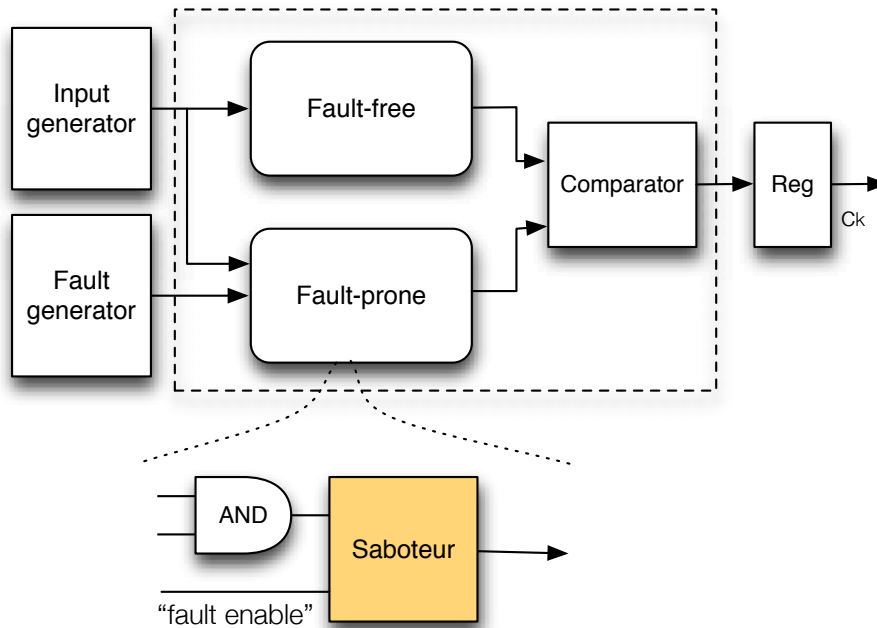 Input
generator
Fault-free
Comparator
Reg
Ck
Fault
generator
Fault-prone
AND
Saboteur
“fault enable”